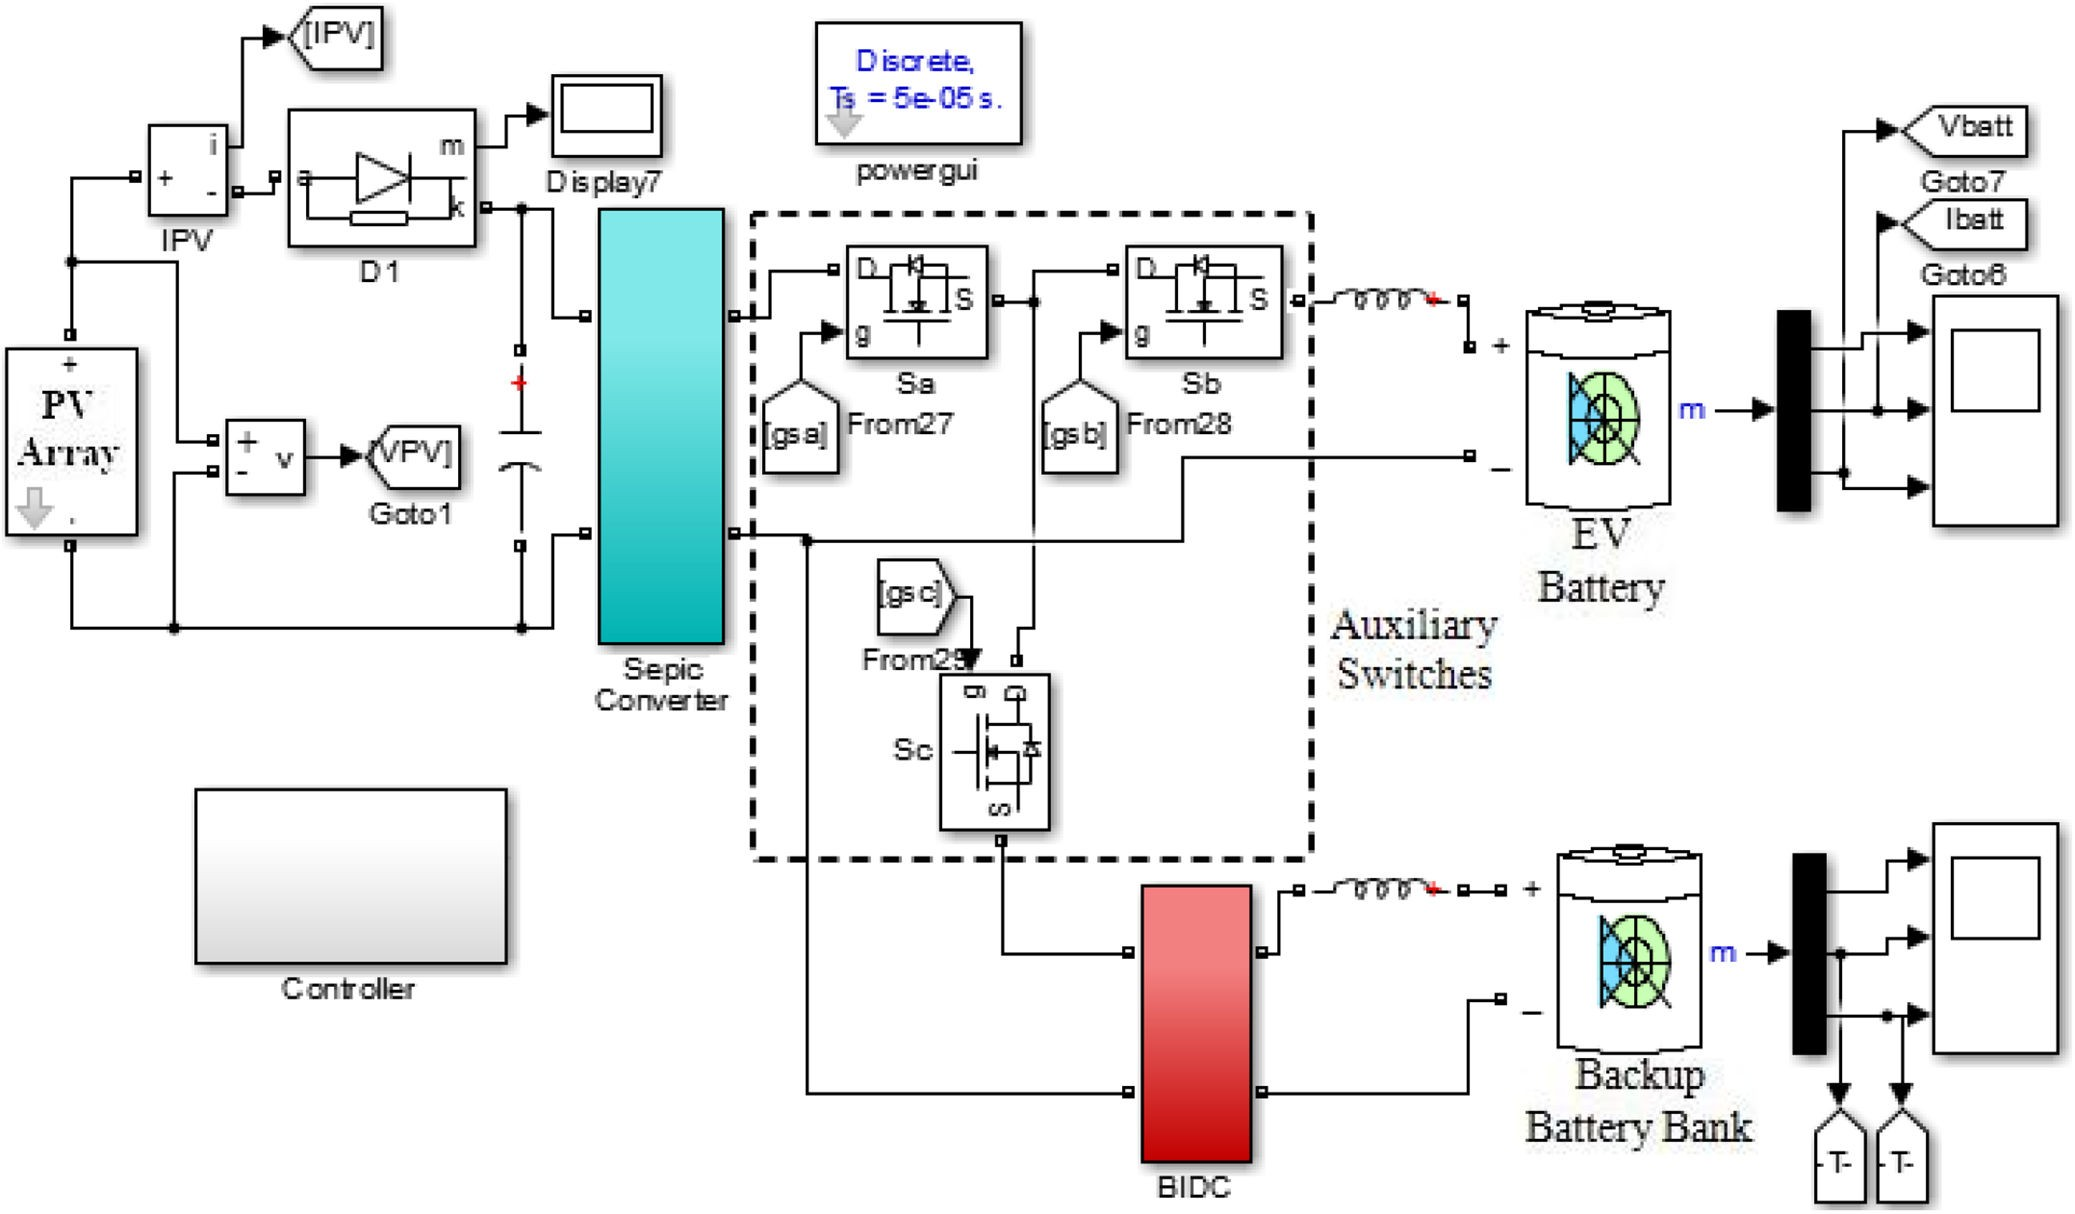 [IPV]
i
+
-
IPV
a
m
k
D1
Display7
Discrete,
Ts = 5e-05 s.
powergui
Vbatt
Goto7
Ibatt
Goto6
+
PV
Array
-
+
-
v
[VPV]
Goto1
+
Sepic
Converter
D
S
g
Sa
[gsa]
From27
D
S
g
Sb
[gsb]
From28
+
+
−
m
EV
Battery
[gsc]
g
D
Sc
S
Auxiliary
Switches
Controller
BIDC
+
+
−
m
Backup
Battery Bank
-T-
-T-